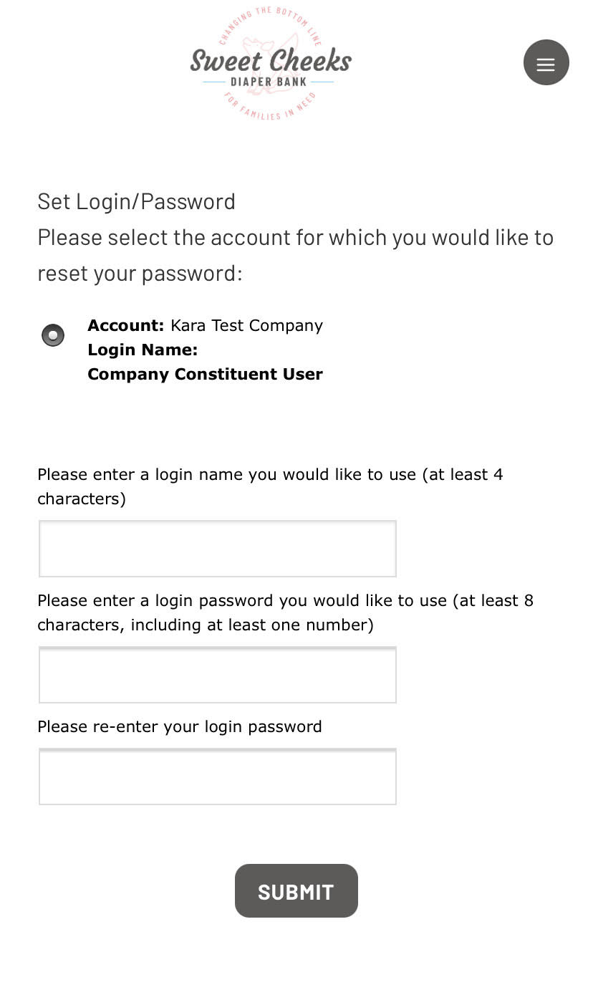 CHANGING THE BOTTOM LINE
Sweet Cheeks
DIAPER BANK
FOR FAMILIES IN NEED
Set Login/Password
Please select the account for which you would like to
reset your password:
Account: Kara Test Company
Login Name:
Company Constituent User
Please enter a login name you would like to use (at least 4
characters)
Please enter a login password you would like to use (at least 8
characters, including at least one number)
Please re-enter your login password
SUBMIT